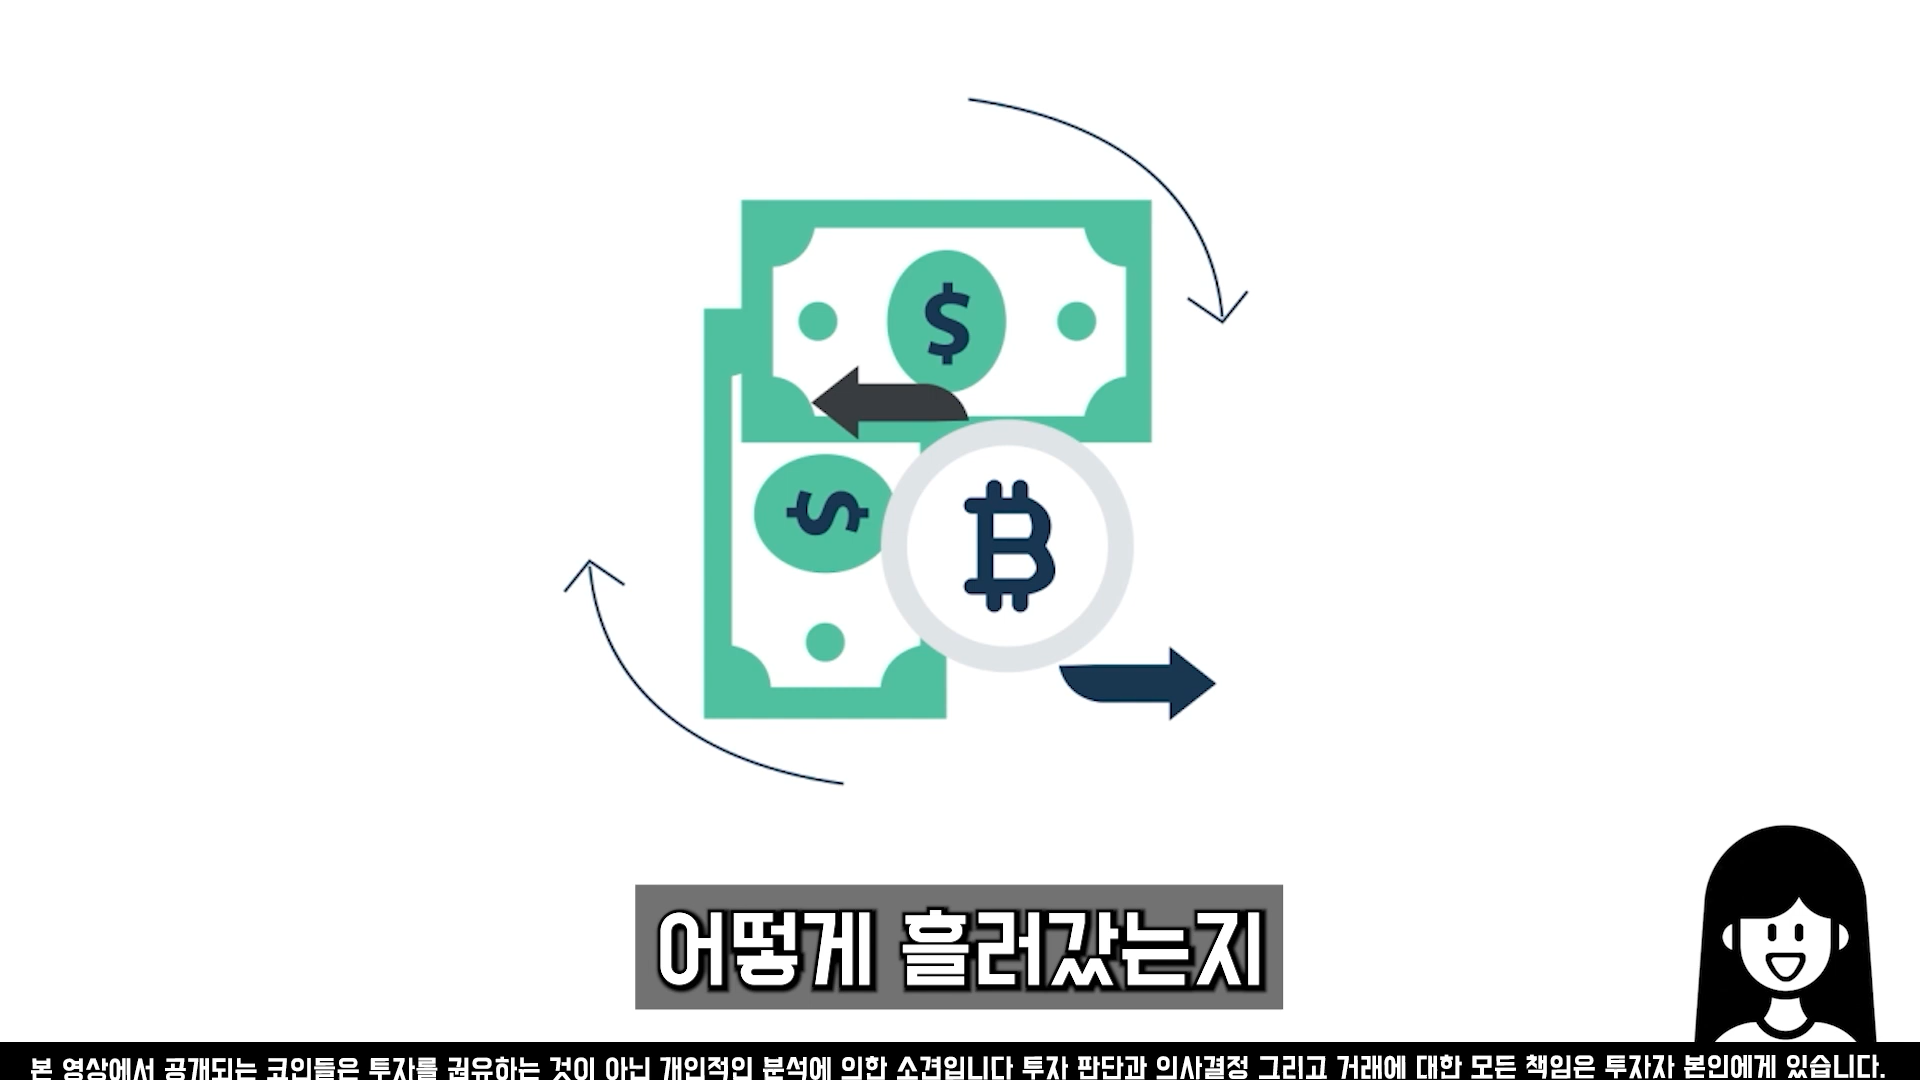 $
$
어떻게 흘러갔는지
본 영상에서 공개되는 코인들은 투자를 권유하는 것이 아닌 개인적인 분석에 의한 소견입니다 투자 판단과 의사결정 그리고 거래에 대한 모든 책임은 투자자 본인에게 있습니다.